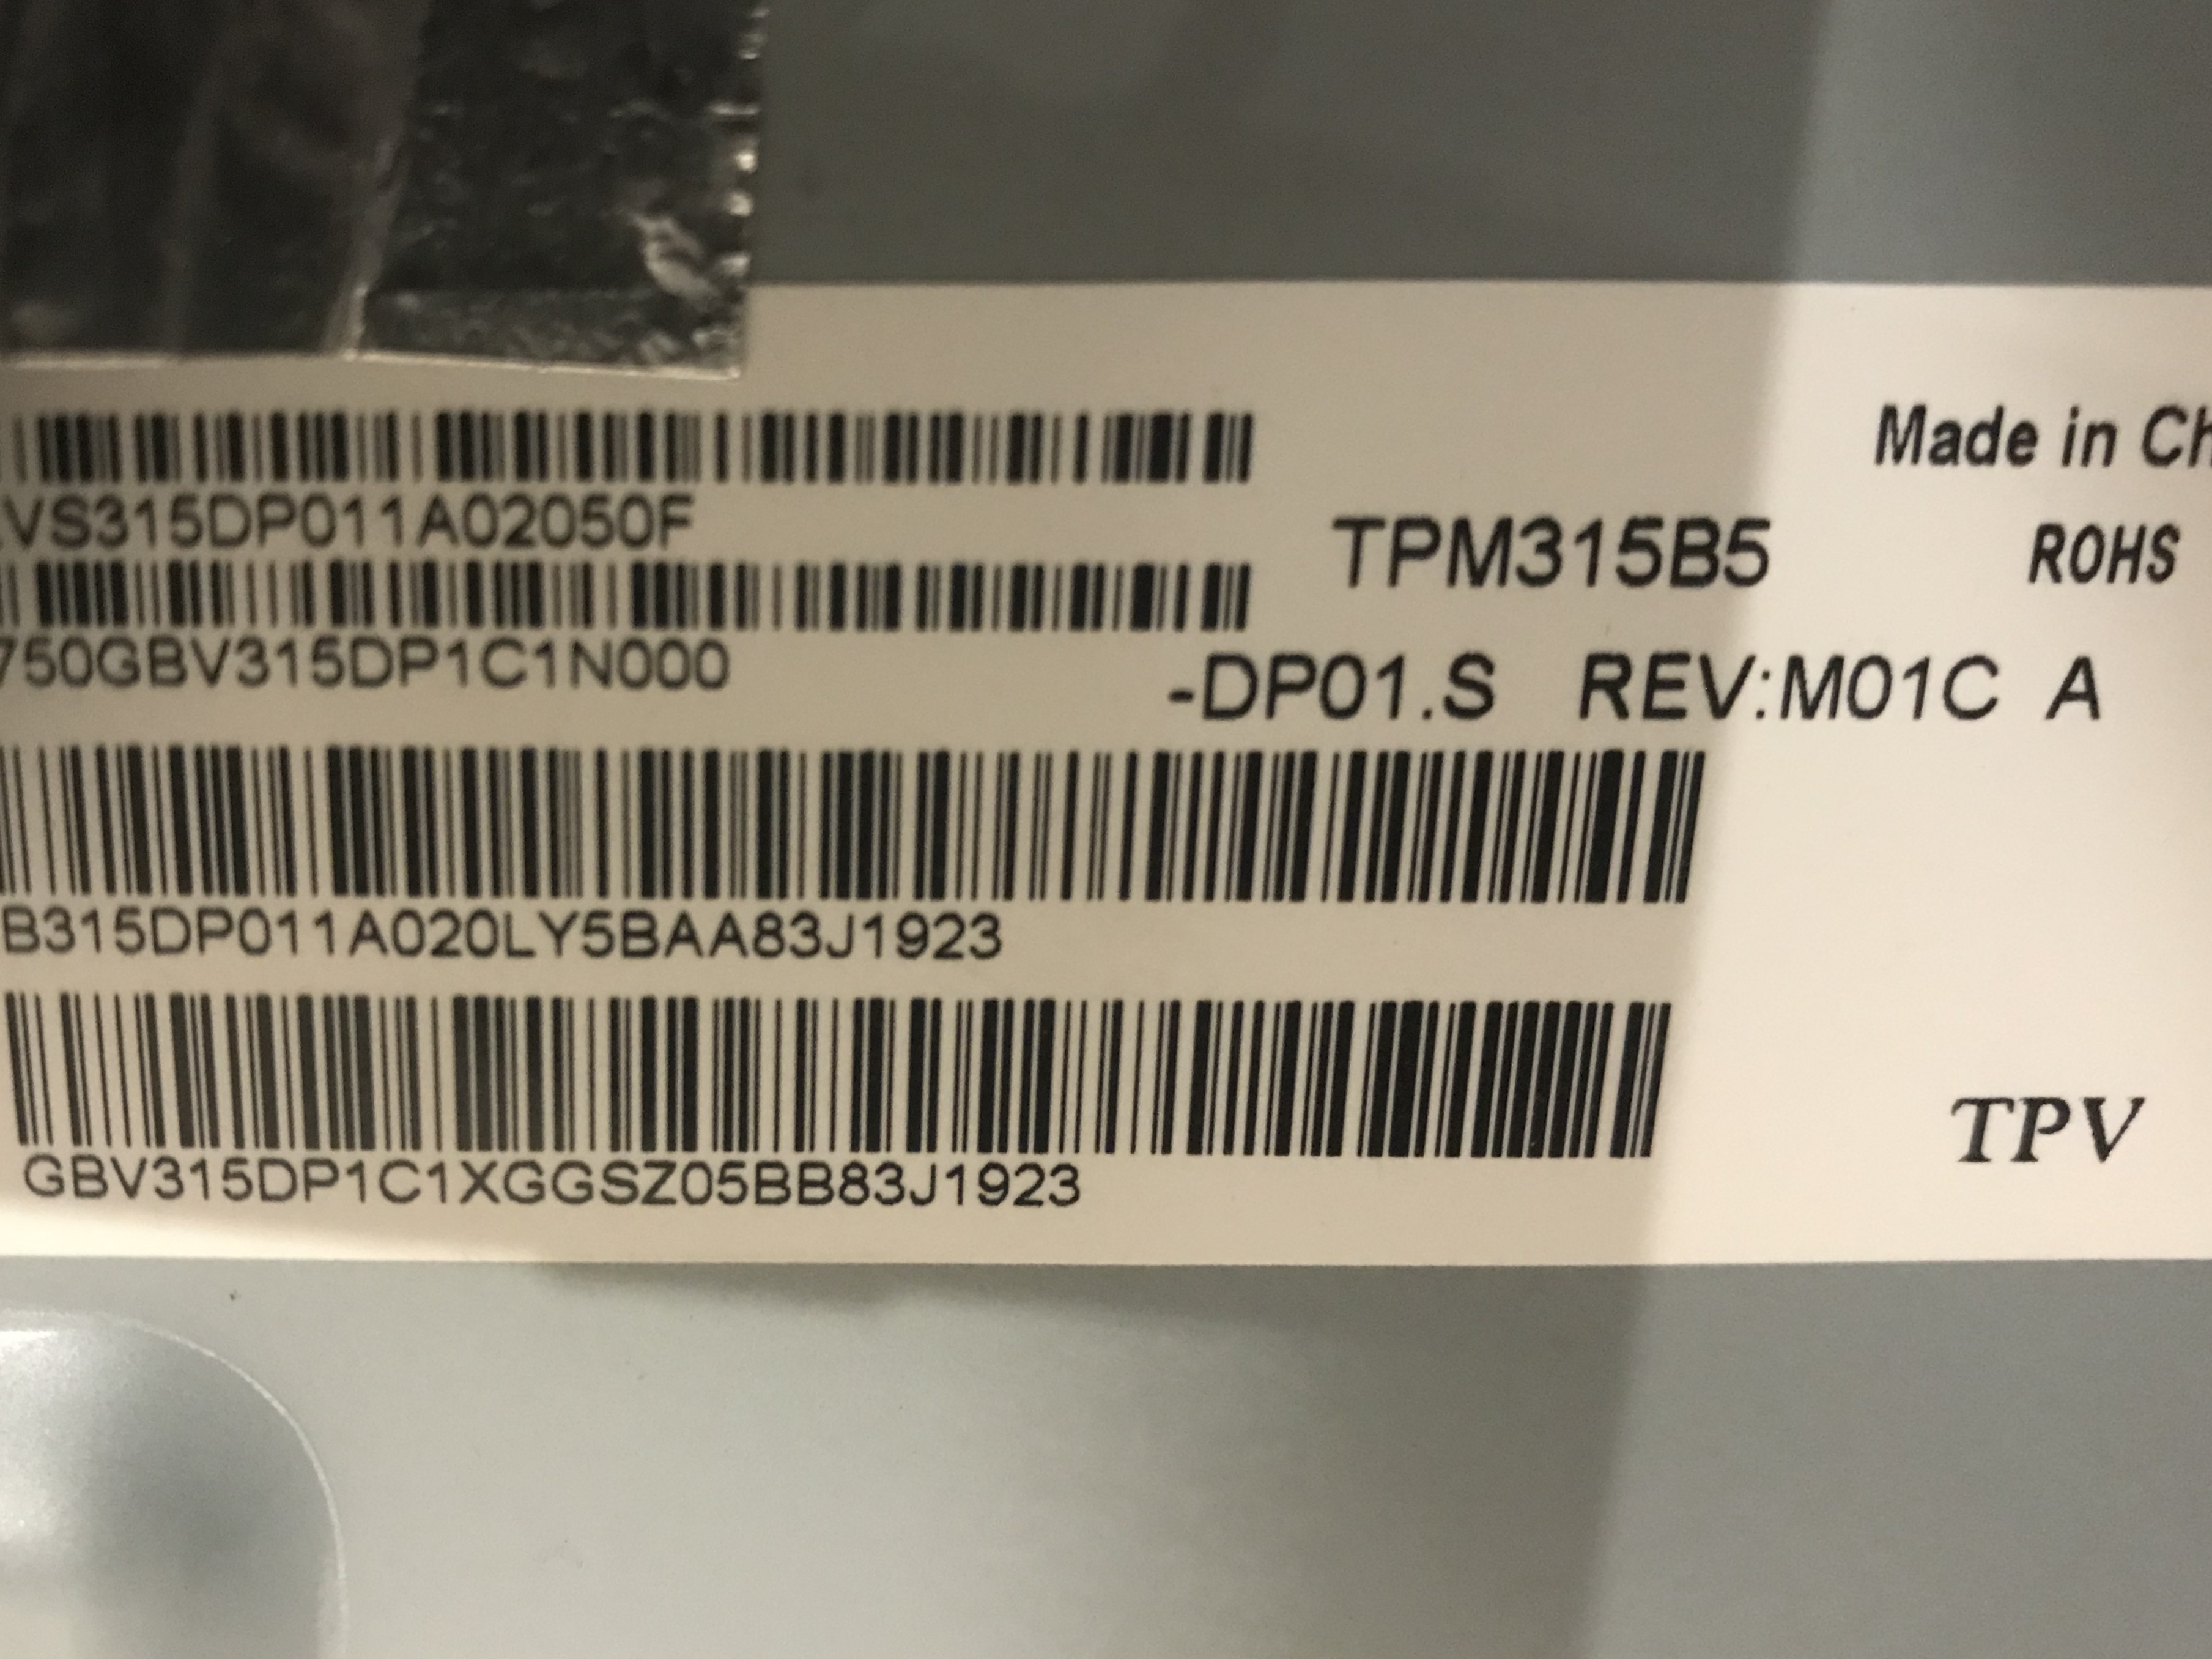 VS315DP011A02050F
TPM315B5
Made in Ch
ROHS
750GBV315DP1C1N000
-DP01.S REV:M01C A
B315DP011A020LY5BAA83J1923
GBV315DP1C1XGGSZ05BB83J1923
TPV